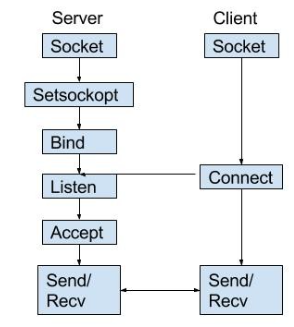 Server Client
Socket Socket
Setsockopt
Bind
Listen Connect
Accept
Send/ Send/
Recv Recv